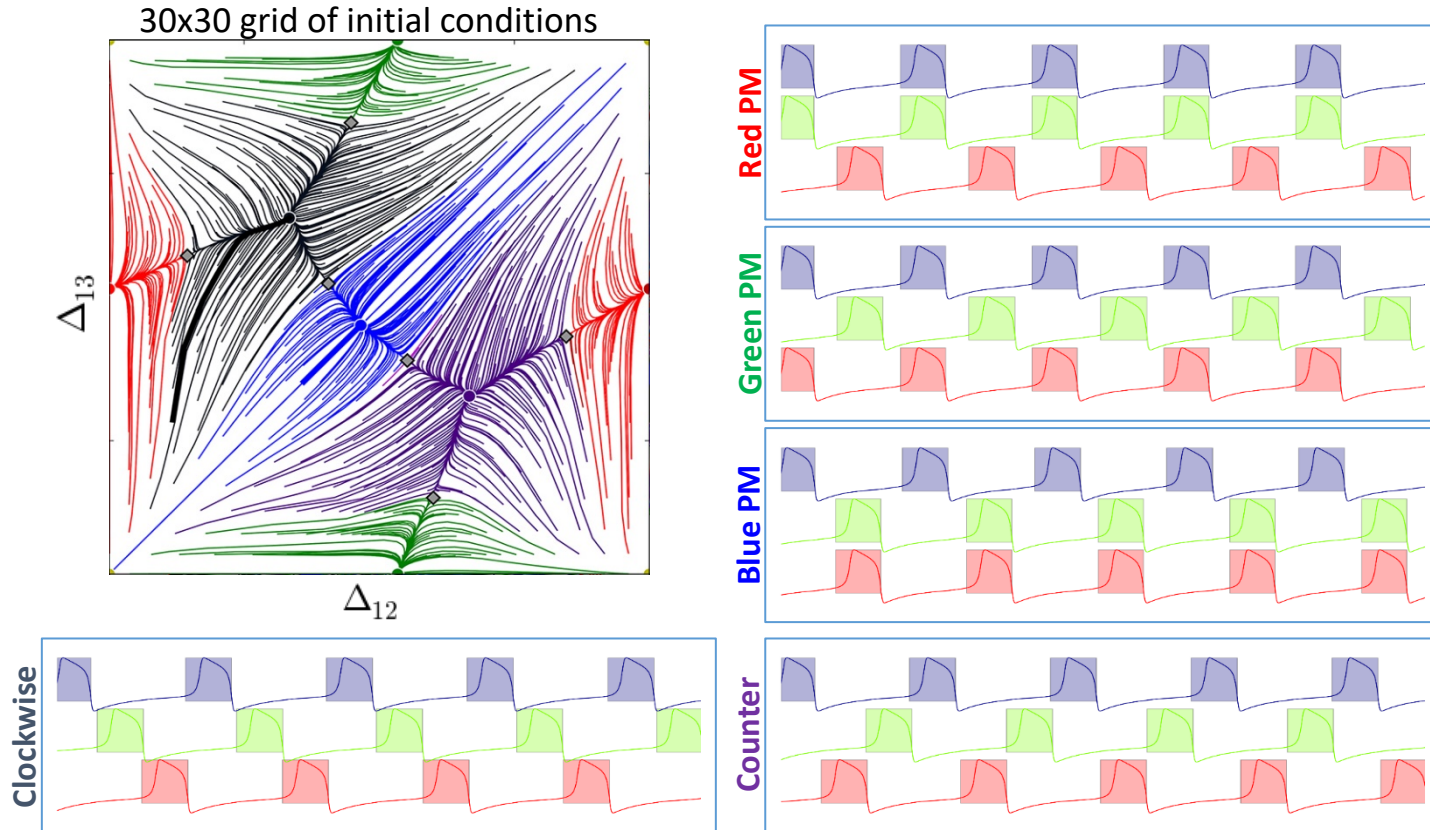 30x30 grid of initial conditions
Δ13
Δ12
Red PM
Green PM
Blue PM
Clockwise
Counter